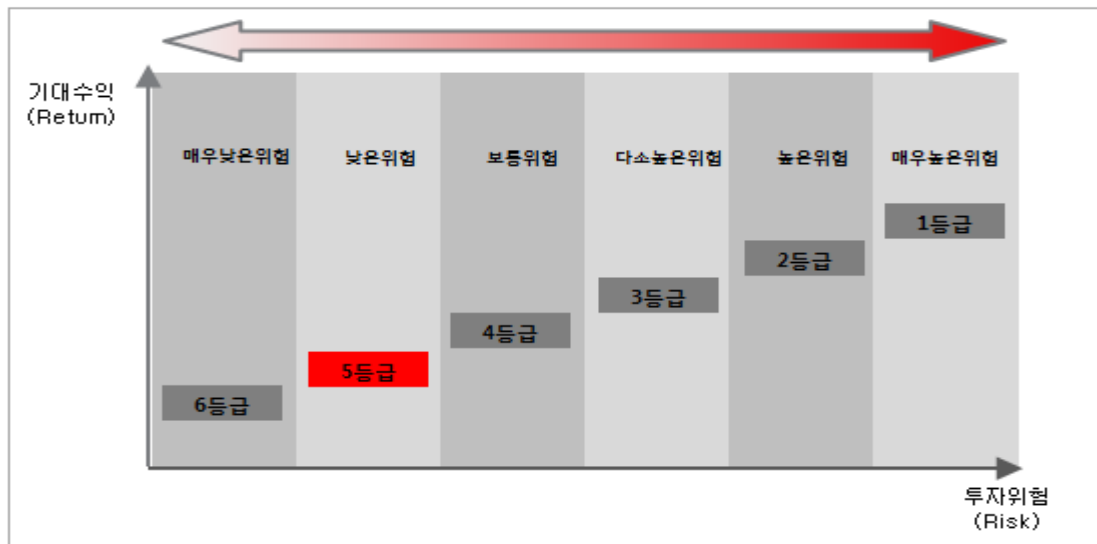 기대수익
(Return)
매우낮은위험
낮은위험
보통위험
다소높은위험
높은위험
매우높은위험
1등급
2등급
3등급
4등급
5등급
6등급
투자위험
(Risk)